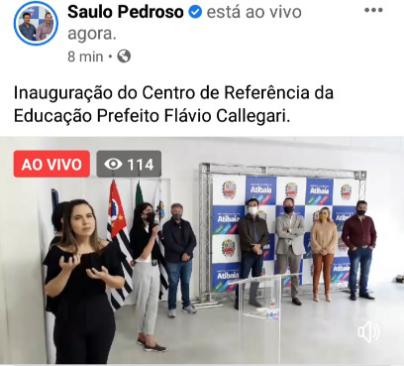 Saulo Pedroso está ao vivo
agora.
8 min •
Inauguração do Centro de Referência da
Educação Prefeito Flávio Callegari.
AO VIVO 114
Atibaia
Atibaia
Atibaia
Atibaia
Atibaia